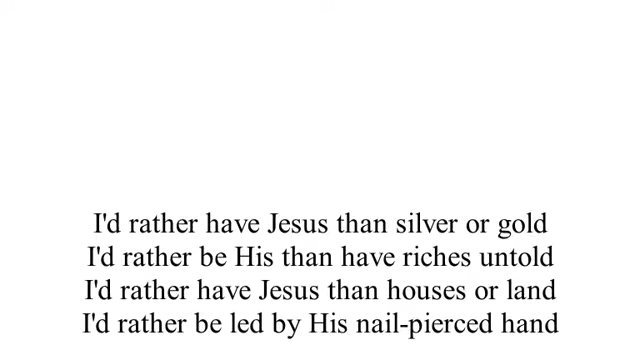 I'd rather have Jesus than silver or gold
I'd rather be His than have riches untold
I'd rather have Jesus than houses or land
I'd rather be led by His nail-pierced hand